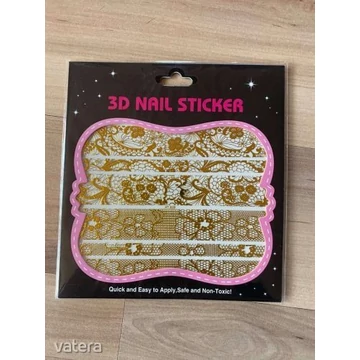 3D NAIL STICKER
Quick and Easy to Apply,Safe and Non-Toxic!
vatera